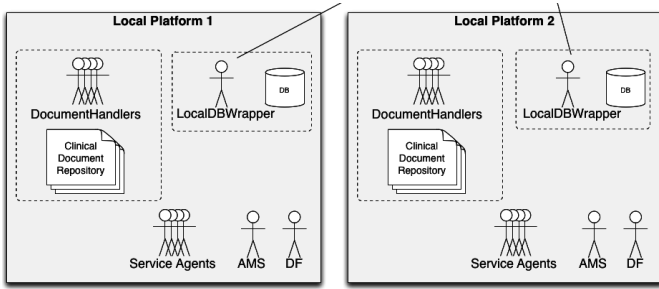 Local Platform 1
DocumentHandlers
LocalDBWrapper
DB
Clinical
Document
Repository
Service Agents
AMS
DF
Local Platform 2
DocumentHandlers
LocalDBWrapper
DB
Clinical
Document
Repository
Service Agents
AMS
DF